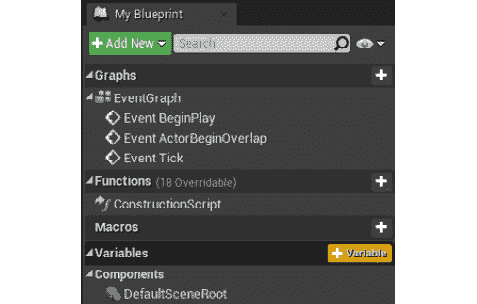 My Blueprint
+ Add New Search
Graphs +
EventGraph
Event BeginPlay
Event ActorBeginOverlap
Event Tick
Functions (18 Overridable) +
ConstructionScript
Macros +
Variables + Variable
Components
DefaultSceneRoot